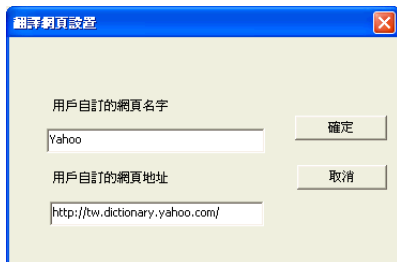 翻譯網頁設置
用戶自訂的網頁名字
Yahoo
確定
用戶自訂的網頁地址
取消
http://tw.dictionary.yahoo.com/